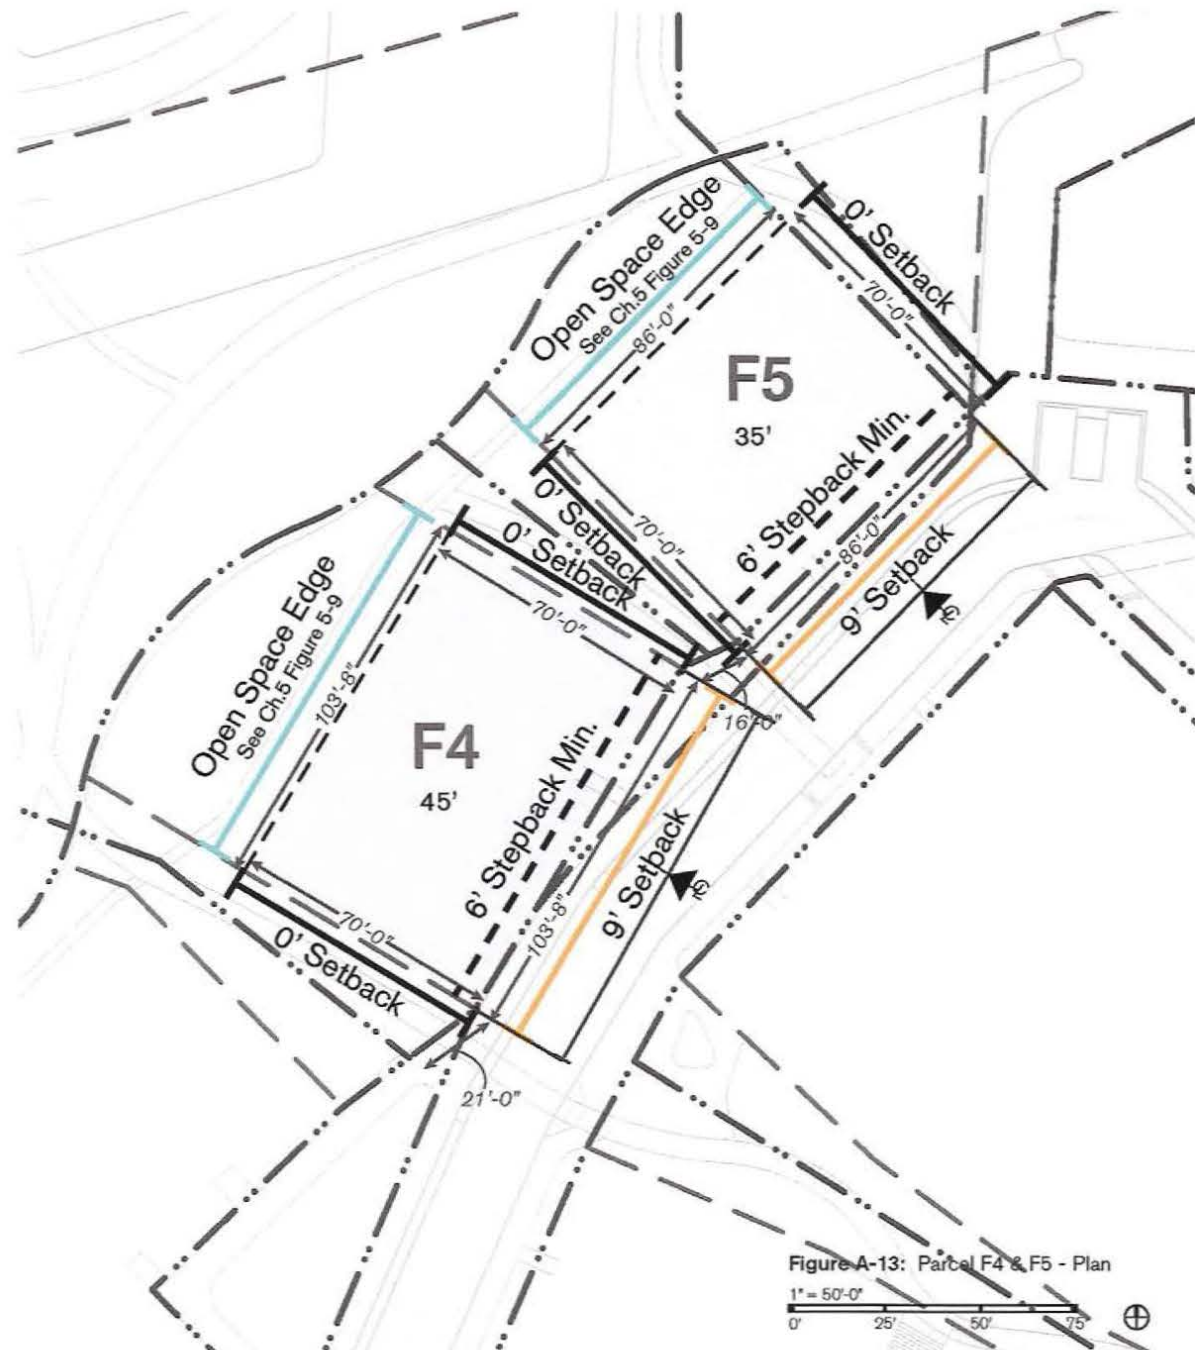 0' Setback
70'-0"
Open Space Edge
See Ch.5 Figure 5-9
86'-0"
F5
35'
6' Stepback Min.
0' Setback
70'-0"
86'-0"
9' Setback
0' Setback
70'-0"
Open Space Edge
See Ch.5 Figure 5-9
103'-8"
F4
45'
6' Stepback Min.
16'-0"
103'-8"
9' Setback
70'-0"
0' Setback
21'-0"
Figure A-13: Parcel F4 & F5 - Plan
1" = 50'-0"
0' 25' 50' 75'